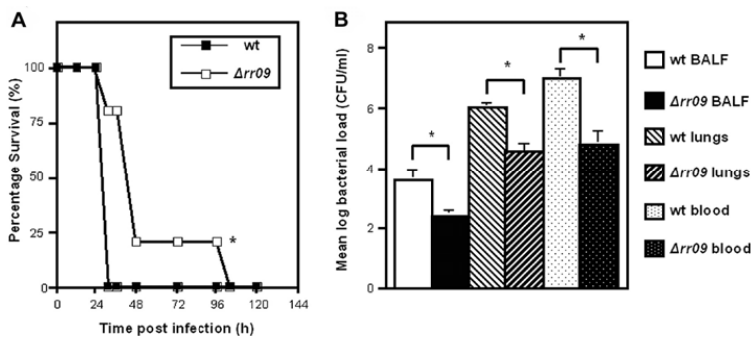 A
wt
Δrr09
Percentage Survival (%)
100
75
50
25
0
*
0 24 48 72 96 120 144
Time post infection (h)
B
Mean log bacterial load (CFU/ml)
8
6
4
2
0
*
*
*
wt BALF
Δrr09 BALF
wt lungs
Δrr09 lungs
wt blood
Δrr09 blood